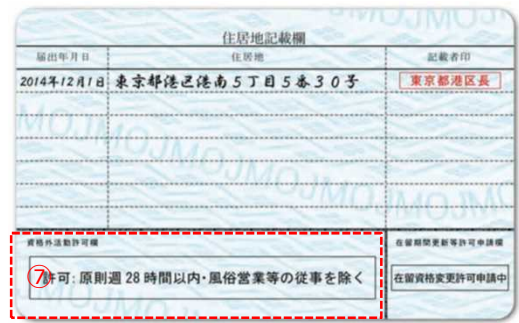 住居地記載欄
届出年月日 住居地 記載者印
2014年12月1日 東京都港区港南5丁目5番30号 東京都港区長
資格外活動許可欄 在留期間更新等許可申請欄
⑦許可:原則週28時間以内・風俗営業等の従事を除く 在留資格変更許可申請中
MOJMOJMOJMOJMOJ